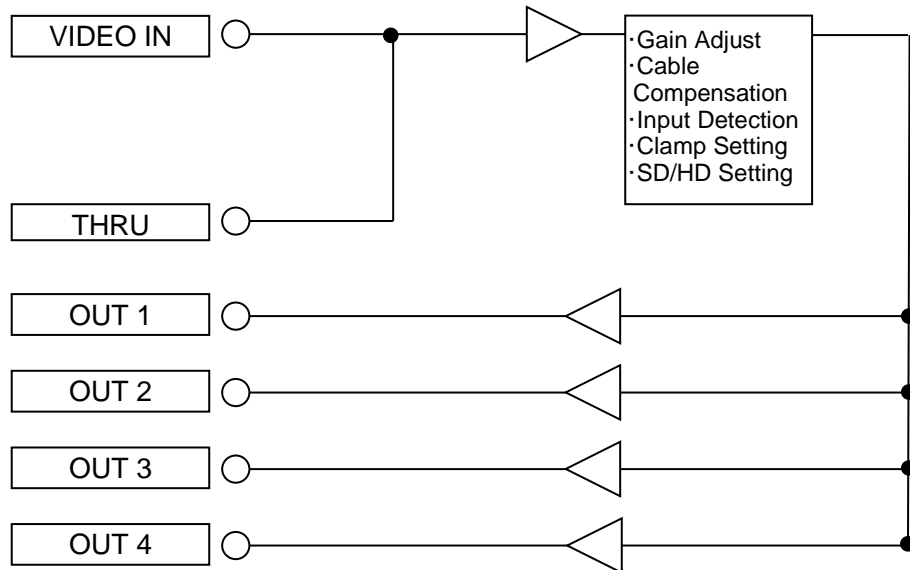 VIDEO IN
·Gain Adjust
·Cable
Compensation
·Input Detection
·Clamp Setting
·SD/HD Setting
THRU
OUT 1
OUT 2
OUT 3
OUT 4